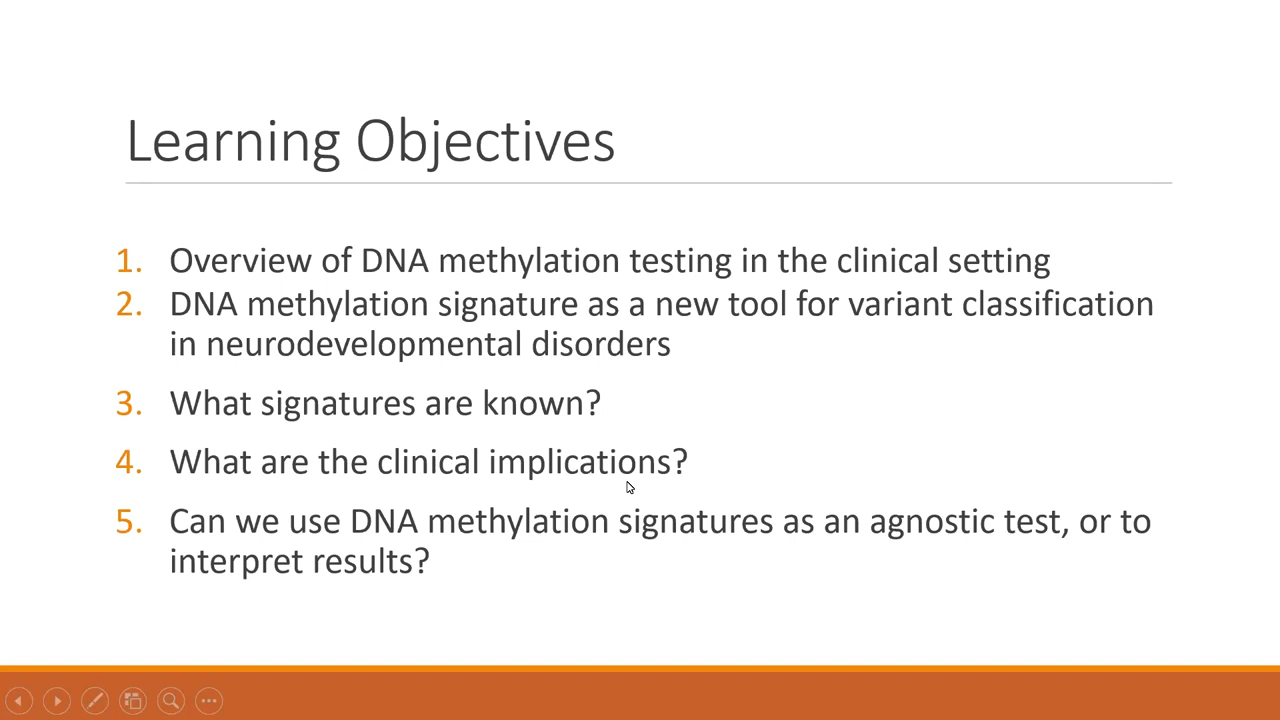 Learning Objectives
1. Overview of DNA methylation testing in the clinical setting
2. DNA methylation signature as a new tool for variant classification
in neurodevelopmental disorders
3. What signatures are known?
4. What are the clinical implications?
5. Can we use DNA methylation signatures as an agnostic test, or to
interpret results?